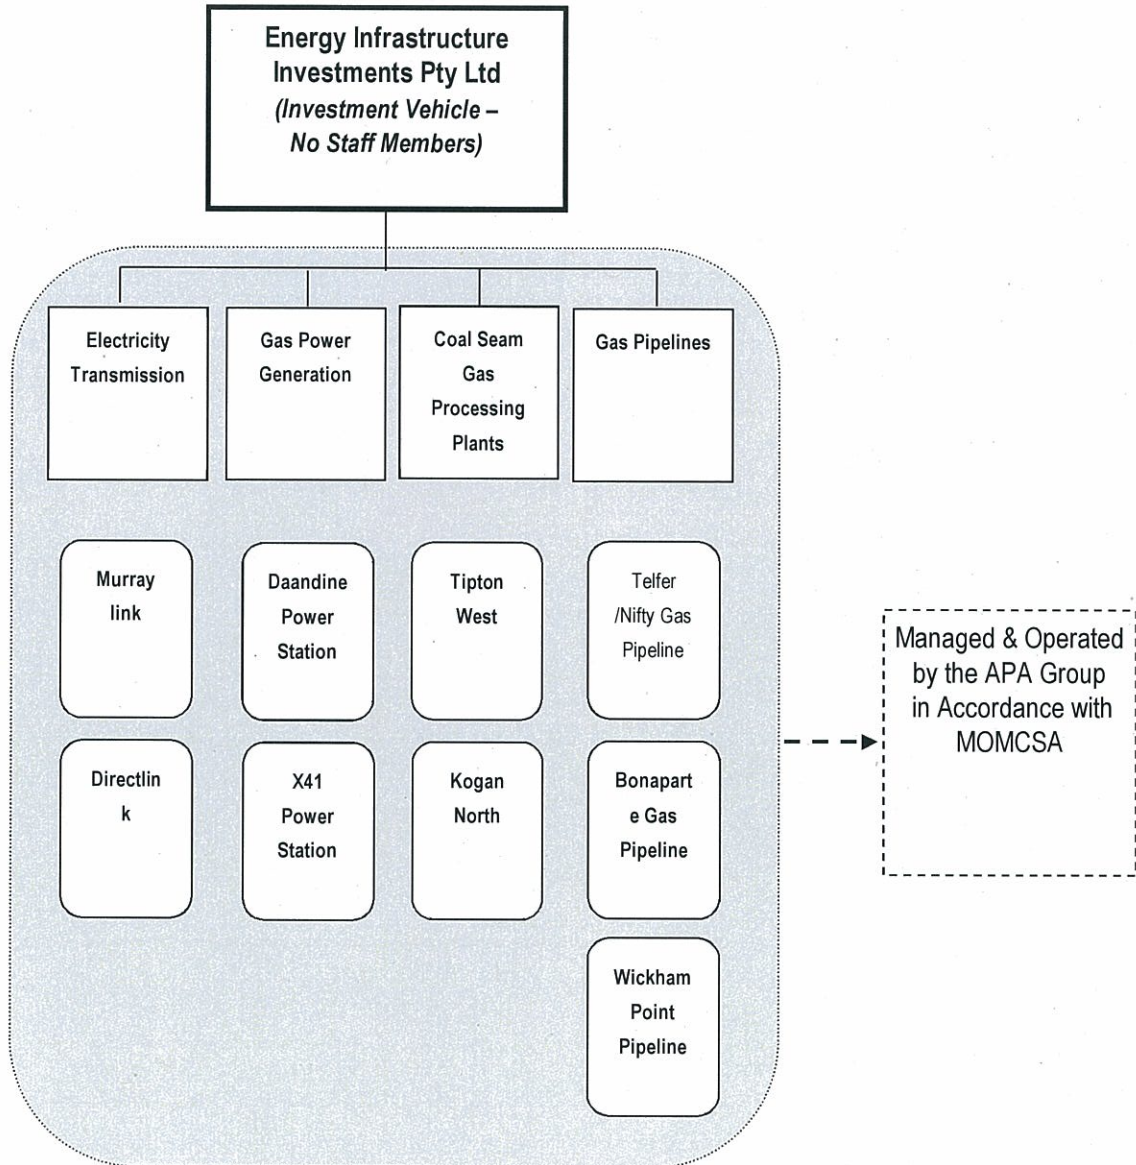 Energy Infrastructure
Investments Pty Ltd
(Investment Vehicle –
No Staff Members)
Electricity
Transmission
Gas Power
Generation
Coal Seam
Gas
Processing
Plants
Gas Pipelines
Murray
link
Daandine
Power
Station
Tipton
West
Telfer
/Nifty Gas
Pipeline
Managed & Operated
by the APA Group
in Accordance with
MOMCSA
Directlin
k
X41
Power
Station
Kogan
North
Bonapart
e Gas
Pipeline
Wickham
Point
Pipeline